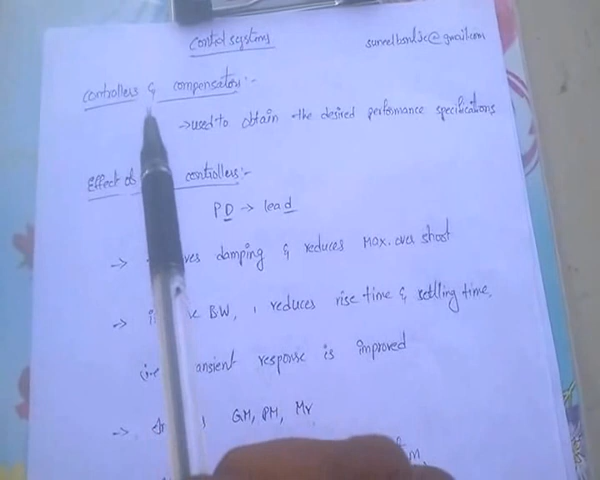 Control systems
survelbonl3c@gmail.com
Controllers & compensators:-
→ used to obtain the desired performance specifications
Effect of controllers:-
PD → lead
→ ves damping & reduces Max. over shoot
→ BW, reduces rise time & settling time.
i.e ansient response is improved
→ GM, PM, Mr